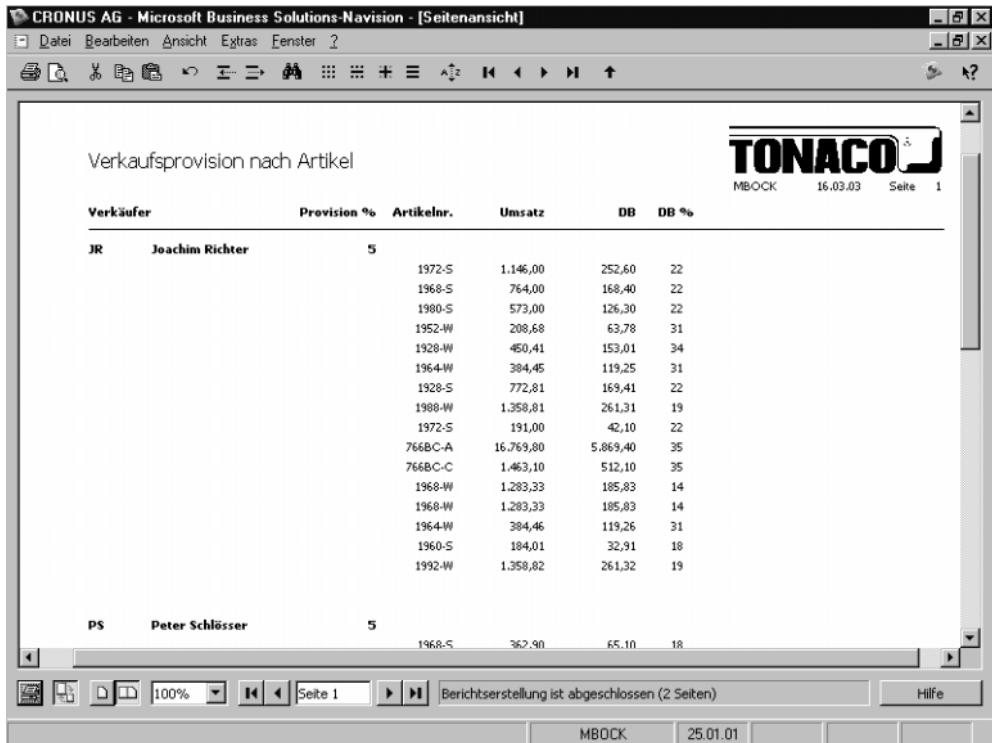 CRONUS AG - Microsoft Business Solutions-Navision - [Seitenansicht]
Datei Bearbeiten Ansicht Extras Fenster ?
Verkaufsprovision nach Artikel
TONACO
MBOCK 16.03.03 Seite 1
Verkäufer Provision % Artikelnr. Umsatz DB DB %
JR Joachim Richter 5
1972-S 1.146,00 252,60 22
1968-S 764,00 168,40 22
1980-S 573,00 126,30 22
1952-W 208,68 63,78 31
1928-W 450,41 153,01 34
1964-W 384,45 119,25 31
1928-S 772,81 169,41 22
1988-W 1.358,81 261,31 19
1972-S 191,00 42,10 22
766BC-A 16.769,80 5.869,40 35
766BC-C 1.463,10 512,10 35
1968-W 1.283,33 185,83 14
1968-W 1.283,33 185,83 14
1964-W 384,46 119,26 31
1960-S 184,01 32,91 18
1992-W 1.358,82 261,32 19
PS Peter Schlösser 5
1968-S 362,90 65,10 18
100% Seite 1 Berichtserstellung ist abgeschlossen (2 Seiten) Hilfe
MBOCK 25.01.01